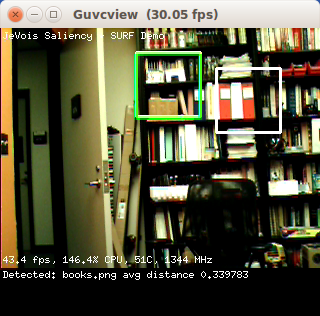 Guvcview (30.05 fps)
JeVois Saliency - SURF Demo
43.4 fps, 146.4% CPU, 51C, 1344 MHz
Detected: books.png avg distance 0.339783